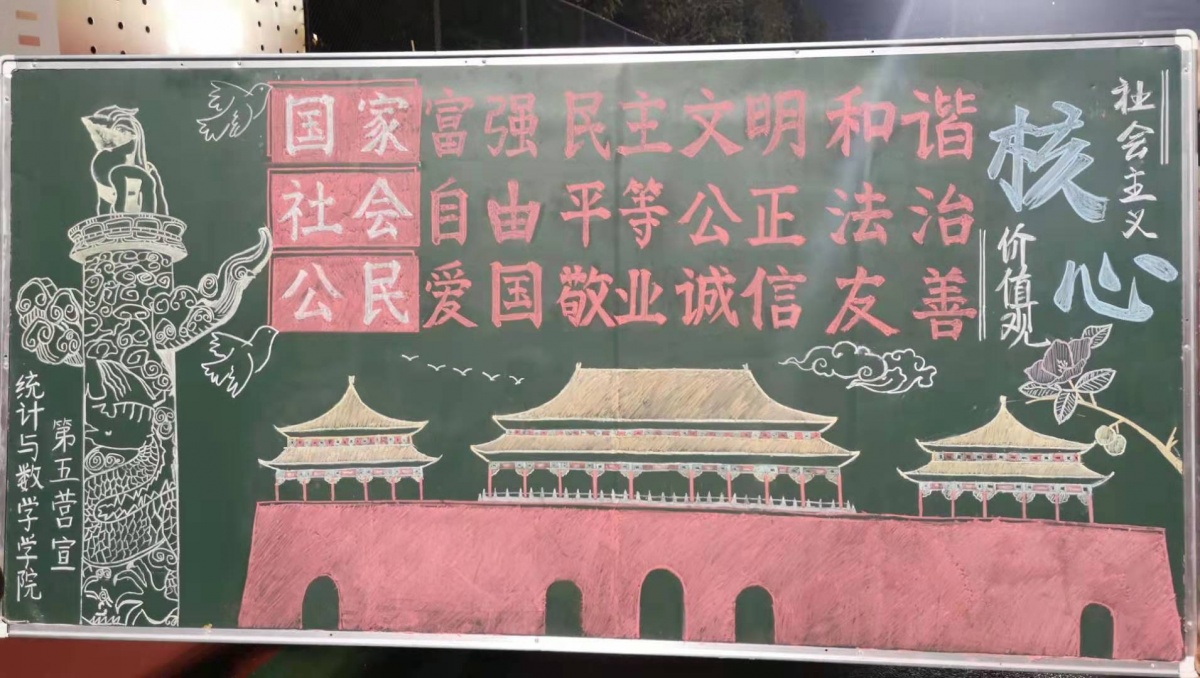 国家 富强 民主 文明 和谐
社会 自由 平等 公正 法治
公民 爱国 敬业 诚信 友善
社会主义
核心
价值观
第五营宣
统计与数学学院